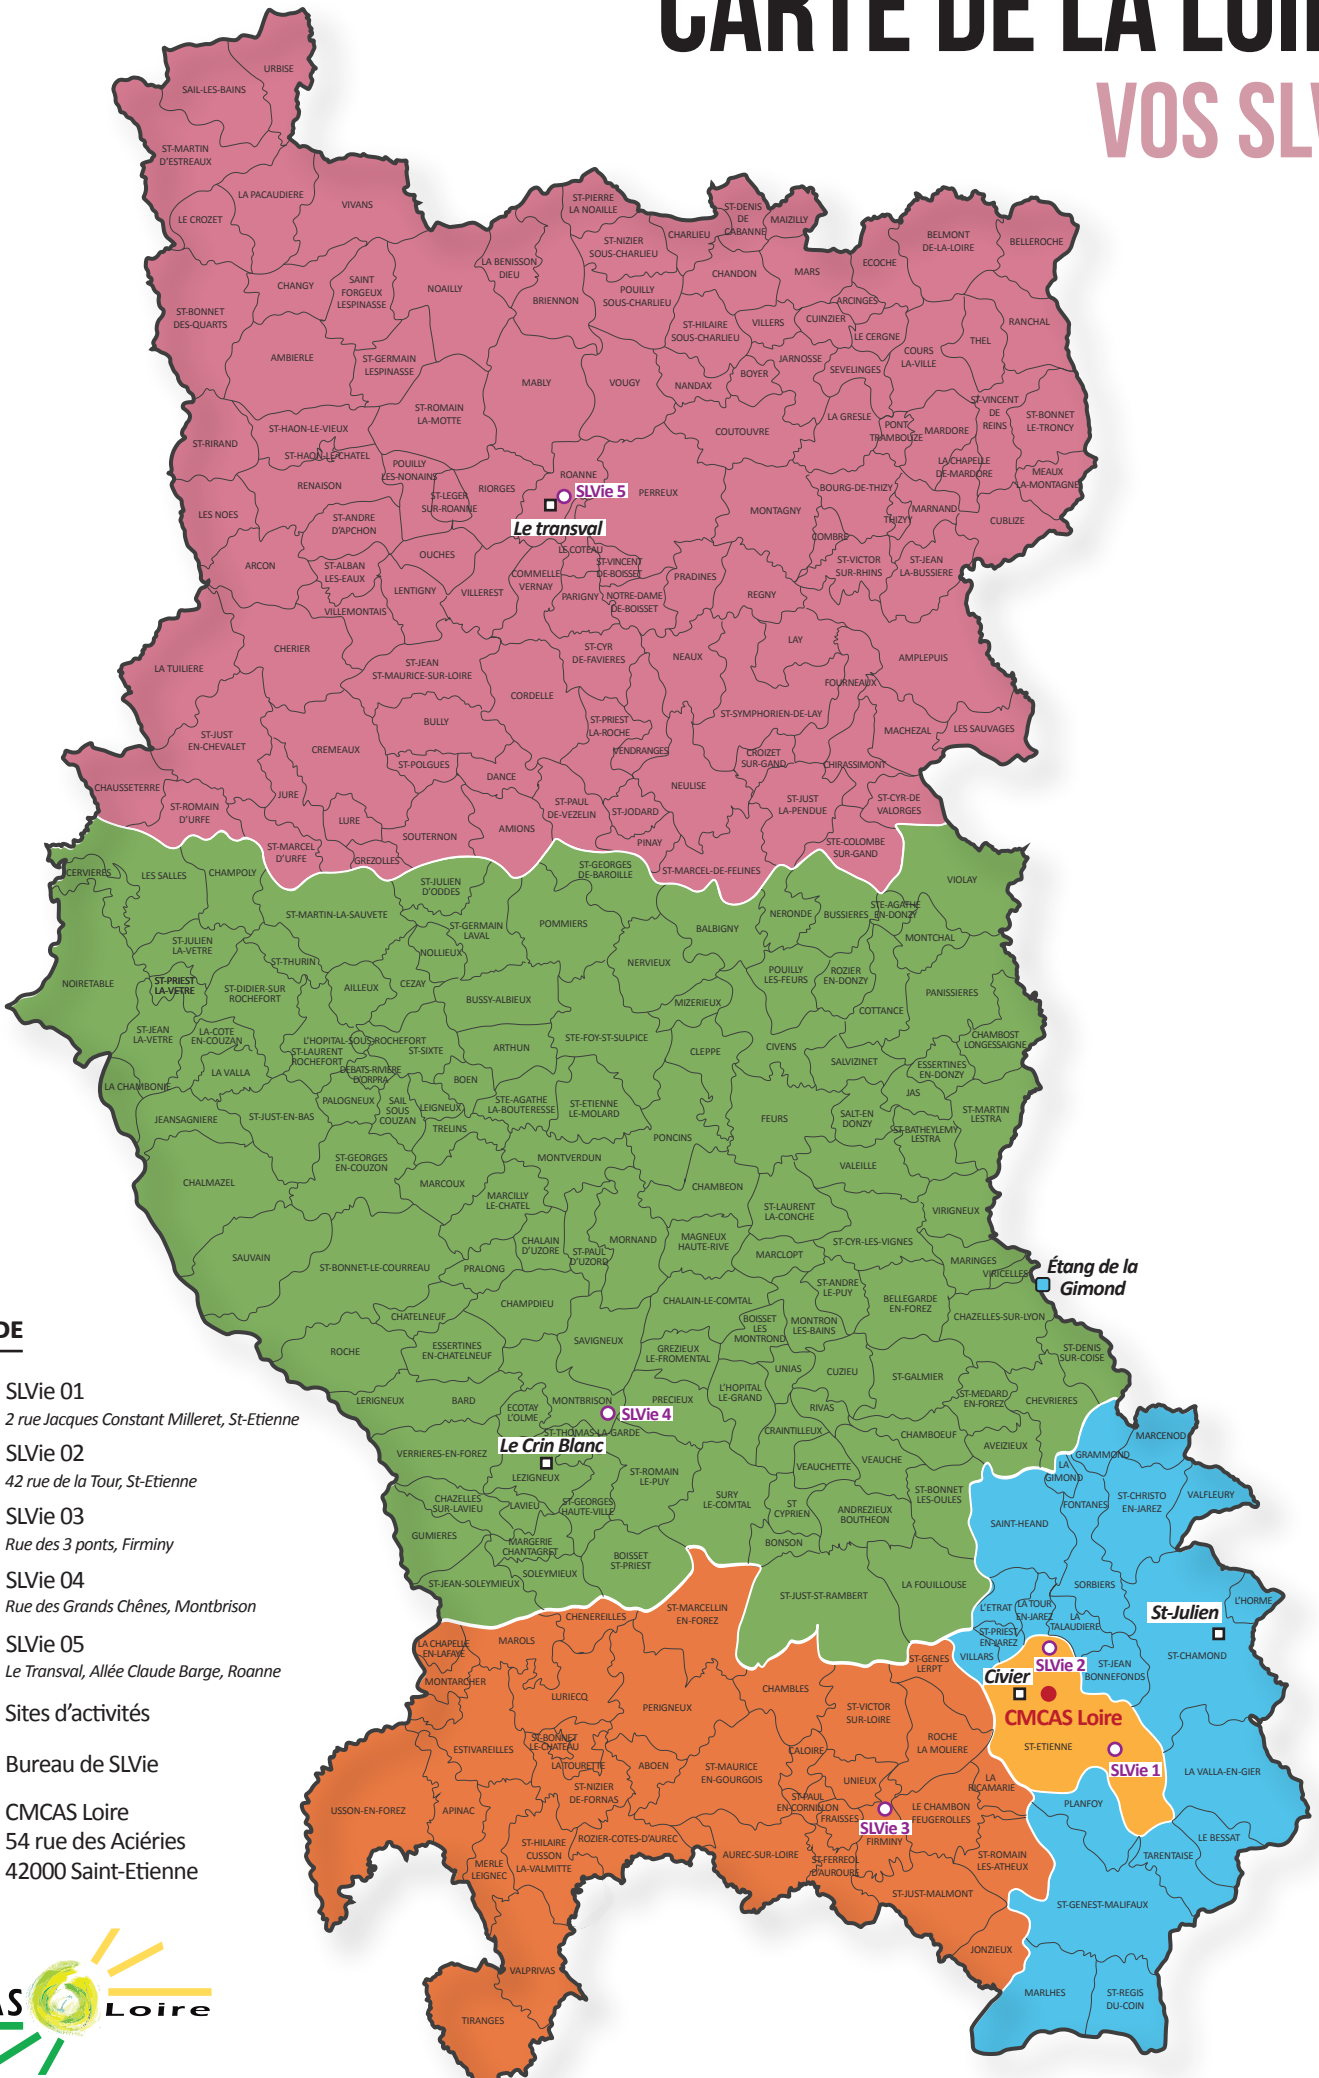 CARTE DE LA LOI
VOS SLV
URBISE
SAIL-LES-BAINS
ST-MARTIN
D'ESTREAUX
LA PACAUDIERE
VIVANS
LE CROZET
ST-PIERRE
LA NOAILLE
ST-DENIS
DE
CABANNE
MAIZILLY
CHARLIEU
BELMONT
DE-LA-LOIRE
BELLEROCHE
ST-NIZIER
SOUS-CHARLIEU
ECOCHE
LA BENISSON
DIEU
CHANDON
MARS
CHANGY
SAINT
FORGEUX
LESPINASSE
NOAILLY
BRIENNON
POUILLY
SOUS-CHARLIEU
ARCINGES
ST-BONNET
DES-QUARTS
ST-HILAIRE
SOUS-CHARLIEU
VILLERS
CUINZIER
LE CERGNE
RANCHAL
THEL
AMBIERLE
ST-GERMAIN
LESPINASSE
JARNOSSE
COURS
LA-VILLE
MABLY
VOUGY
NANDAX
BOYER
SEVELINGES
ST-ROMAIN
LA-MOTTE
ST-VINCENT
DE
REINS
ST-BONNET
LE-TRONCY
ST-HAON-LE-VIEUX
LA GRESLE
PONT
TRAMBOUZE
MARDORE
COUTOUVRE
ST-RIRAND
ST-HAON-LE-CHATEL
POUILLY
LES-NONAINS
LA CHAPELLE
DE-MARDORE
MEAUX
LA-MONTAGNE
RENAISON
ST-LEGER
SUR-ROANNE
RIORGES
ROANNE
SLVie 5
PERREUX
BOURG-DE-THIZY
LES NOES
ST-ANDRE
D'APCHON
Le transval
MONTAGNY
THIZYY
MARNAND
CUBLIZE
COMBRE
ARCON
ST-ALBAN
LES-EAUX
OUCHES
LE COTEAU
ST-VINCENT
DE-BOISSET
ST-VICTOR
SUR-RHINS
ST-JEAN
LA-BUSSIERE
COMMELLE
VERNAY
PRADINES
LENTIGNY
VILLEREST
PARIGNY
NOTRE-DAME
DE-BOISSET
REGNY
VILLEMONTAIS
CHERIER
ST-CYR
DE-FAVIERES
NEAUX
LAY
AMPLEPUIS
LA TUILIERE
ST-JEAN
ST-MAURICE-SUR-LOIRE
CORDELLE
FOURNEAUX
ST-JUST
EN-CHEVALET
BULLY
ST-PRIEST
LA-ROCHE
ST-SYMPHORIEN-DE-LAY
MACHEZAL
LES SAUVAGES
CREMEAUX
VENDRANGES
CROIZET
SUR-GAND
CHIRASSIMONT
ST-POLGUES
DANCE
CHAUSSETERRE
JURE
NEULISE
ST-ROMAIN
D'URFE
LURE
ST-PAUL
DE-VEZELIN
ST-JODARD
ST-JUST
LA-PENDUE
ST-CYR-DE
VALORGES
SOUTERNON
AMIONS
PINAY
ST-MARCEL
D'URFE
GREZOLLES
STE-COLOMBE
SUR-GAND
ST-MARCEL-DE-FELINES
CERVIERES
LES SALLES
CHAMPOLY
ST-GEORGES
DE-BAROILLE
VIOLAY
ST-JULIEN
D'ODDES
ST-MARTIN-LA-SAUVETE
NERONDE
BUSSIERES
STE-AGATHE
EN-DONZY
ST-GERMAIN
LAVAL
POMMIERS
BALBIGNY
MONTCHAL
ST-JULIEN
LA-VETRE
NOLLIEUX
ST-THURIN
NERVIEUX
POUILLY
LES-FEURS
ROZIER
EN-DONZY
NOIRETABLE
ST-PRIEST
LA-VETRE
ST-DIDIER-SUR
ROCHEFORT
AILLEUX
CEZAY
BUSSY-ALBIEUX
MIZERIEUX
PANISSIERES
COTTANCE
ST-JEAN
LA-VETRE
LA-COTE
EN-COUZAN
L'HOPITAL-SOUS-ROCHEFORT
ST-LAURENT
ROCHEFORT
ST-SIXTE
ARTHUN
STE-FOY-ST-SULPICE
CLEPPE
CIVENS
CHAMBOST
LONGESSAIGNE
SALVIZINET
ESSERTINES
EN-DONZY
LA VALLA
DEBATS-RIVIERE
D'ORPRA
BOEN
LA CHAMBONIE
JAS
JEANSAGNIERE
ST-JUST-EN-BAS
PALOGNEUX
SAIL
SOUS
COUZAN
LEIGNEUX
STE-AGATHE
LA-BOUTERESSE
ST-ETIENNE
LE-MOLARD
FEURS
SALT-EN
DONZY
ST-MARTIN
LESTRA
TRELINS
PONCINS
ST-BATHEYLEMY
LESTRA
ST-GEORGES
EN-COUZON
MONTVERDUN
VALEILLE
CHALMAZEL
MARCOUX
MARCILLY
LE-CHATEL
CHAMBEON
ST-LAURENT
LA-CONCHE
VIRIGNEUX
SAUVAIN
CHALAIN
D'UZORE
ST-PAUL
D'UZORD
MORNAND
MAGNEUX
HAUTE-RIVE
MARCLOPT
ST-CYR-LES-VIGNES
MARINGES
VIRICELLES
Étang de la
Gimond
ST-BONNET-LE-COURREAU
PRALONG
ST-ANDRE
LE-PUY
BELLEGARDE
EN-FOREZ
CHAMPDIEU
CHALAIN-LE-COMTAL
CHATELNEUF
BOISSET
LES
MONTROND
MONTRON
LES-BAINS
CHAZELLES-SUR-LYON
ROCHE
ESSERTINES
EN-CHATELNEUF
SAVIGNEUX
GREZIEUX
LE-FROMENTAL
ST-DENIS
SUR-COISE
UNIAS
CUZIEU
ST-GALMIER
LERIGNEUX
BARD
ECOTAY
L'OLME
MONTBRISON
SLVie 4
PRECIEUX
L'HOPITAL
LE-GRAND
RIVAS
ST-MEDARD
EN-FOREZ
CHEVRIERES
ST-THOMAS-LA-GARDE
CRAINTILLEUX
CHAMBOEUF
AVEIZIEUX
MARCENOD
Le Crin Blanc
VERRIERES-EN-FOREZ
LEZIGNEUX
ST-ROMAIN
LE-PUY
VEAUCHETTE
VEAUCHE
GRAMMOND
LA
GIMOND
CHAZELLES
SUR-LAVIEU
LAVIEU
ST-GEORGES
HAUTE-VILLE
SURY
LE-COMTAL
ST
CYPRIEN
ANDREZIEUX
BOUTHEON
ST-BONNET
LES-OULES
FONTANES
ST-CHRISTO
EN-JAREZ
VALFLEURY
SAINT-HEAND
GUMIERES
MARGERIE
CHANTAGRET
BOISSET
ST-PRIEST
BONSON
SOLEYMIEUX
ST-JEAN-SOLEYMIEUX
ST-JUST-ST-RAMBERT
LA FOUILLOUSE
SORBIERS
L'HORME
CHENEREILLES
ST-MARCELLIN
EN-FOREZ
L'ETRAT
LA TOUR
EN-JAREZ
LA
TALAUDIERE
St-Julien
ST-PRIEST
EN-JAREZ
LA CHAPELLE
EN-LAFAYE
MAROLS
ST-GENES
LERPT
VILLARS
SLVie 2
ST-JEAN
BONNEFONDS
ST-CHAMOND
Civier
MONTARCHER
LURIECQ
PERIGNEUX
CHAMBLES
ST-VICTOR
SUR-LOIRE
CMCAS Loire
ESTIVAREILLES
ST-BONNET
LE-CHATEAU
CALOIRE
ROCHE
LA MOLIERE
ST-ETIENNE
SLVie 1
LA VALLA-EN-GIER
LA TOURETTE
ABOEN
ST-MAURICE
EN-GOURGOIS
UNIEUX
LA
RICAMARIE
ST-NIZIER
DE-FORNAS
ST-PAUL
EN-CORNILLON
FRAISSES
LE CHAMBON
FEUGEROLLES
PLANFOY
USSON-EN-FOREZ
APINAC
SLVie 3
FIRMINY
LE BESSAT
ST-HILAIRE
CUSSON
LA-VALMITTE
ROZIER-COTES-D'AUREC
AUREC-SUR-LOIRE
ST-FERREOL
D'AUROURE
ST-ROMAIN
LES-ATHEUX
TARENTAISE
MERLE
LEIGNEC
ST-JUST-MALMONT
ST-GENEST-MALIFAUX
JONZIEUX
VALPRIVAS
MARLHES
ST-REGIS
DU-COIN
TIRANGES
DE
SLVie 01
2 rue Jacques Constant Milleret, St-Etienne
SLVie 02
42 rue de la Tour, St-Etienne
SLVie 03
Rue des 3 ponts, Firminy
SLVie 04
Rue des Grands Chênes, Montbrison
SLVie 05
Le Transval, Allée Claude Barge, Roanne
Sites d'activités
Bureau de SLVie
CMCAS Loire
54 rue des Aciéries
42000 Saint-Etienne
AS Loire